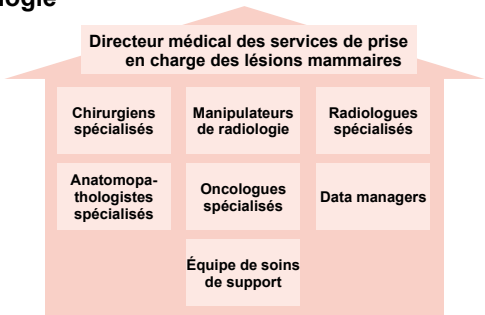 Directeur médical des services de prise
en charge des lésions mammaires
Chirurgiens
spécialisés
Manipulateurs
de radiologie
Radiologues
spécialisés
Anatomopa-
thologistes
spécialisés
Oncologues
spécialisés
Data managers
Équipe de soins
de support